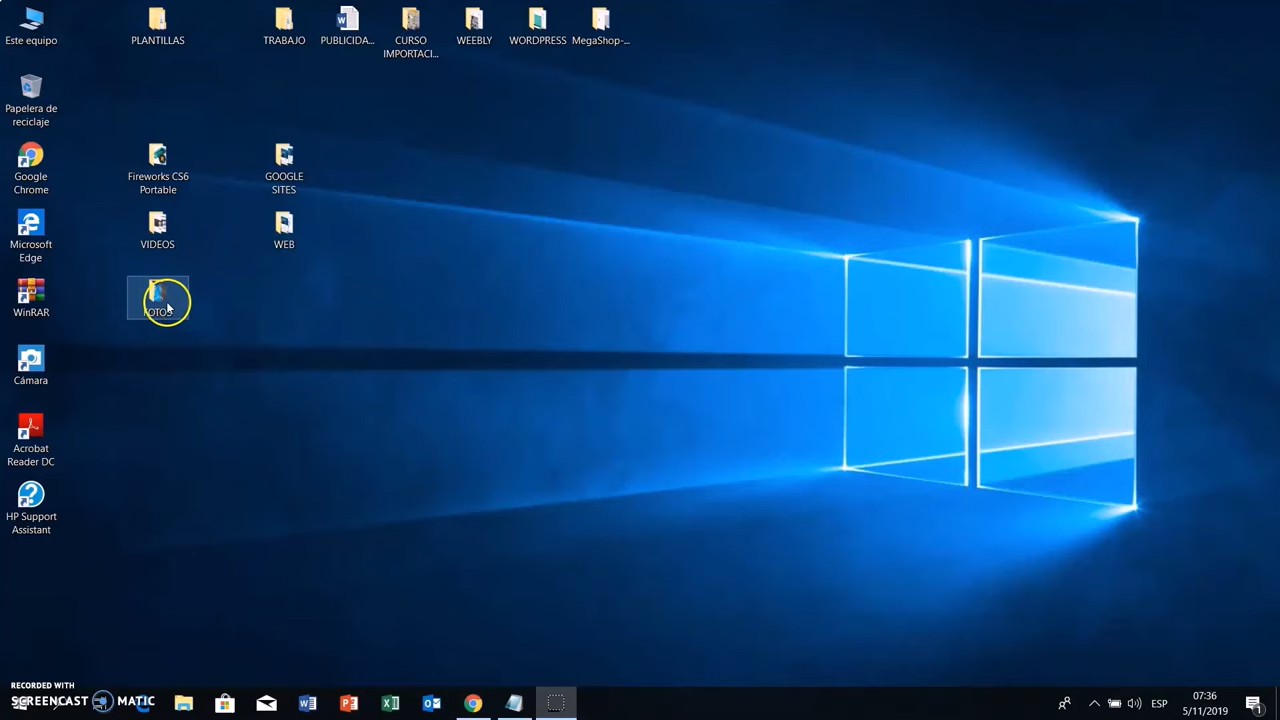 Este equipo
PLANTILLAS
TRABAJO
PUBLICIDA...
CURSO
IMPORTACI...
WEEBLY
WORDPRESS
MegaShop-...
Papelera de
reciclaje
Google
Chrome
Fireworks CS6
Portable
GOOGLE
SITES
Microsoft
Edge
VIDEOS
WEB
WinRAR
FOTOS
Cámara
Acrobat
Reader DC
HP Support
Assistant
RECORDED WITH
SCREENCAST MATIC
ESP
07:36
5/11/2019
1